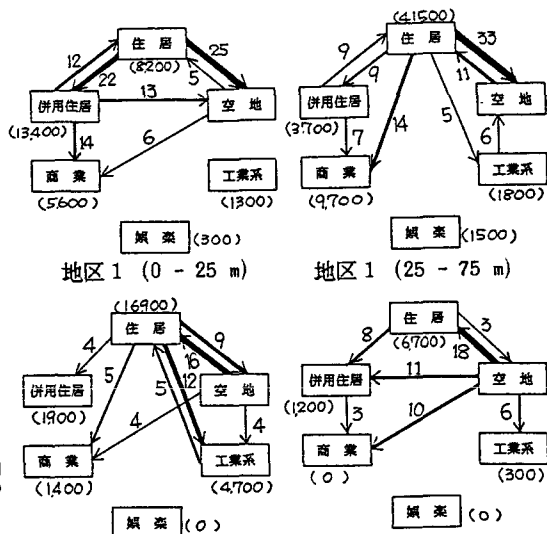 住居
(8,200)
12
22
25
5
併用住居
13
空地
(13,400)
14
6
商業
工業系
(5,600)
(1300)
娯楽 (300)
地区1 (0 - 25 m)
(41500)
住居
9
9
33
11
併用住居
空地
(3,700)
7
14
5
6
商業
工業系
(9,700)
(1800)
娯楽 (1500)
地区1 (25 - 75 m)
(16900)
住居
4
9
16
併用住居
5
5
12
空地
(1900)
4
4
商業
工業系
(1,400)
(4,700)
娯楽 (0)
住居
(6,700)
8
3
18
併用住居
11
空地
(1,200)
3
10
6
商業
工業系
(0)
(300)
娯楽 (0)